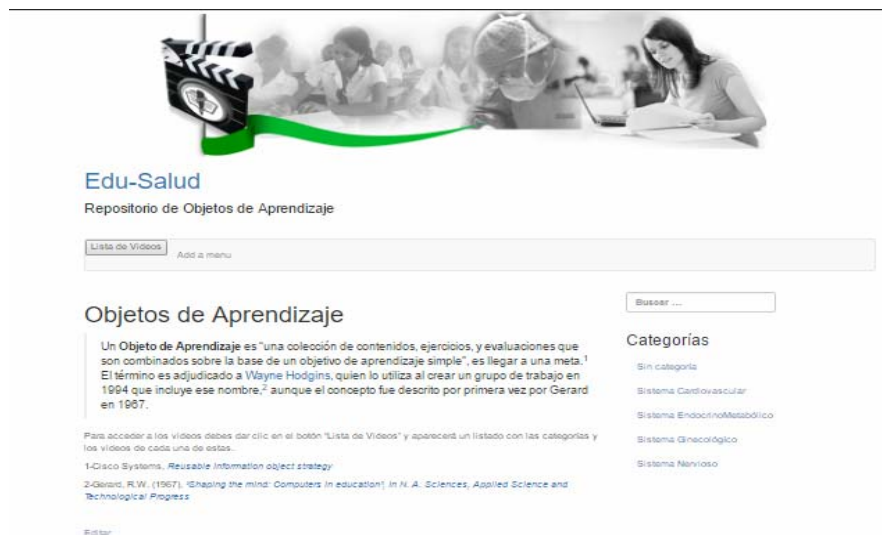 Edu-Salud
Repositorio de Objetos de Aprendizaje
Lista de Videos
Add a menu
Objetos de Aprendizaje
Un Objeto de Aprendizaje es "una colección de contenidos, ejercicios, y evaluaciones que
son combinados sobre la base de un objetivo de aprendizaje simple", es llegar a una meta.1
El término es adjudicado a Wayne Hodgins, quien lo utiliza al crear un grupo de trabajo en
1994 que incluye ese nombre,2 aunque el concepto fue descrito por primera vez por Gerard
en 1967.
Para acceder a los videos debes dar clic en el botón "Lista de Videos" y aparecerá un listado con las categorías y
los videos de cada una de estas.
1-Cisco Systems, Reusable information object strategy
2-Gerard, R.W. (1967), "Shaping the mind: Computers in education", In N. A. Sciences, Applied Science and
Technological Progress
Editar
Buscar ...
Categorías
Sin categoría
Sistema Cardiovascular
Sistema EndocrinoMetabólico
Sistema Ginecológico
Sistema Nervioso